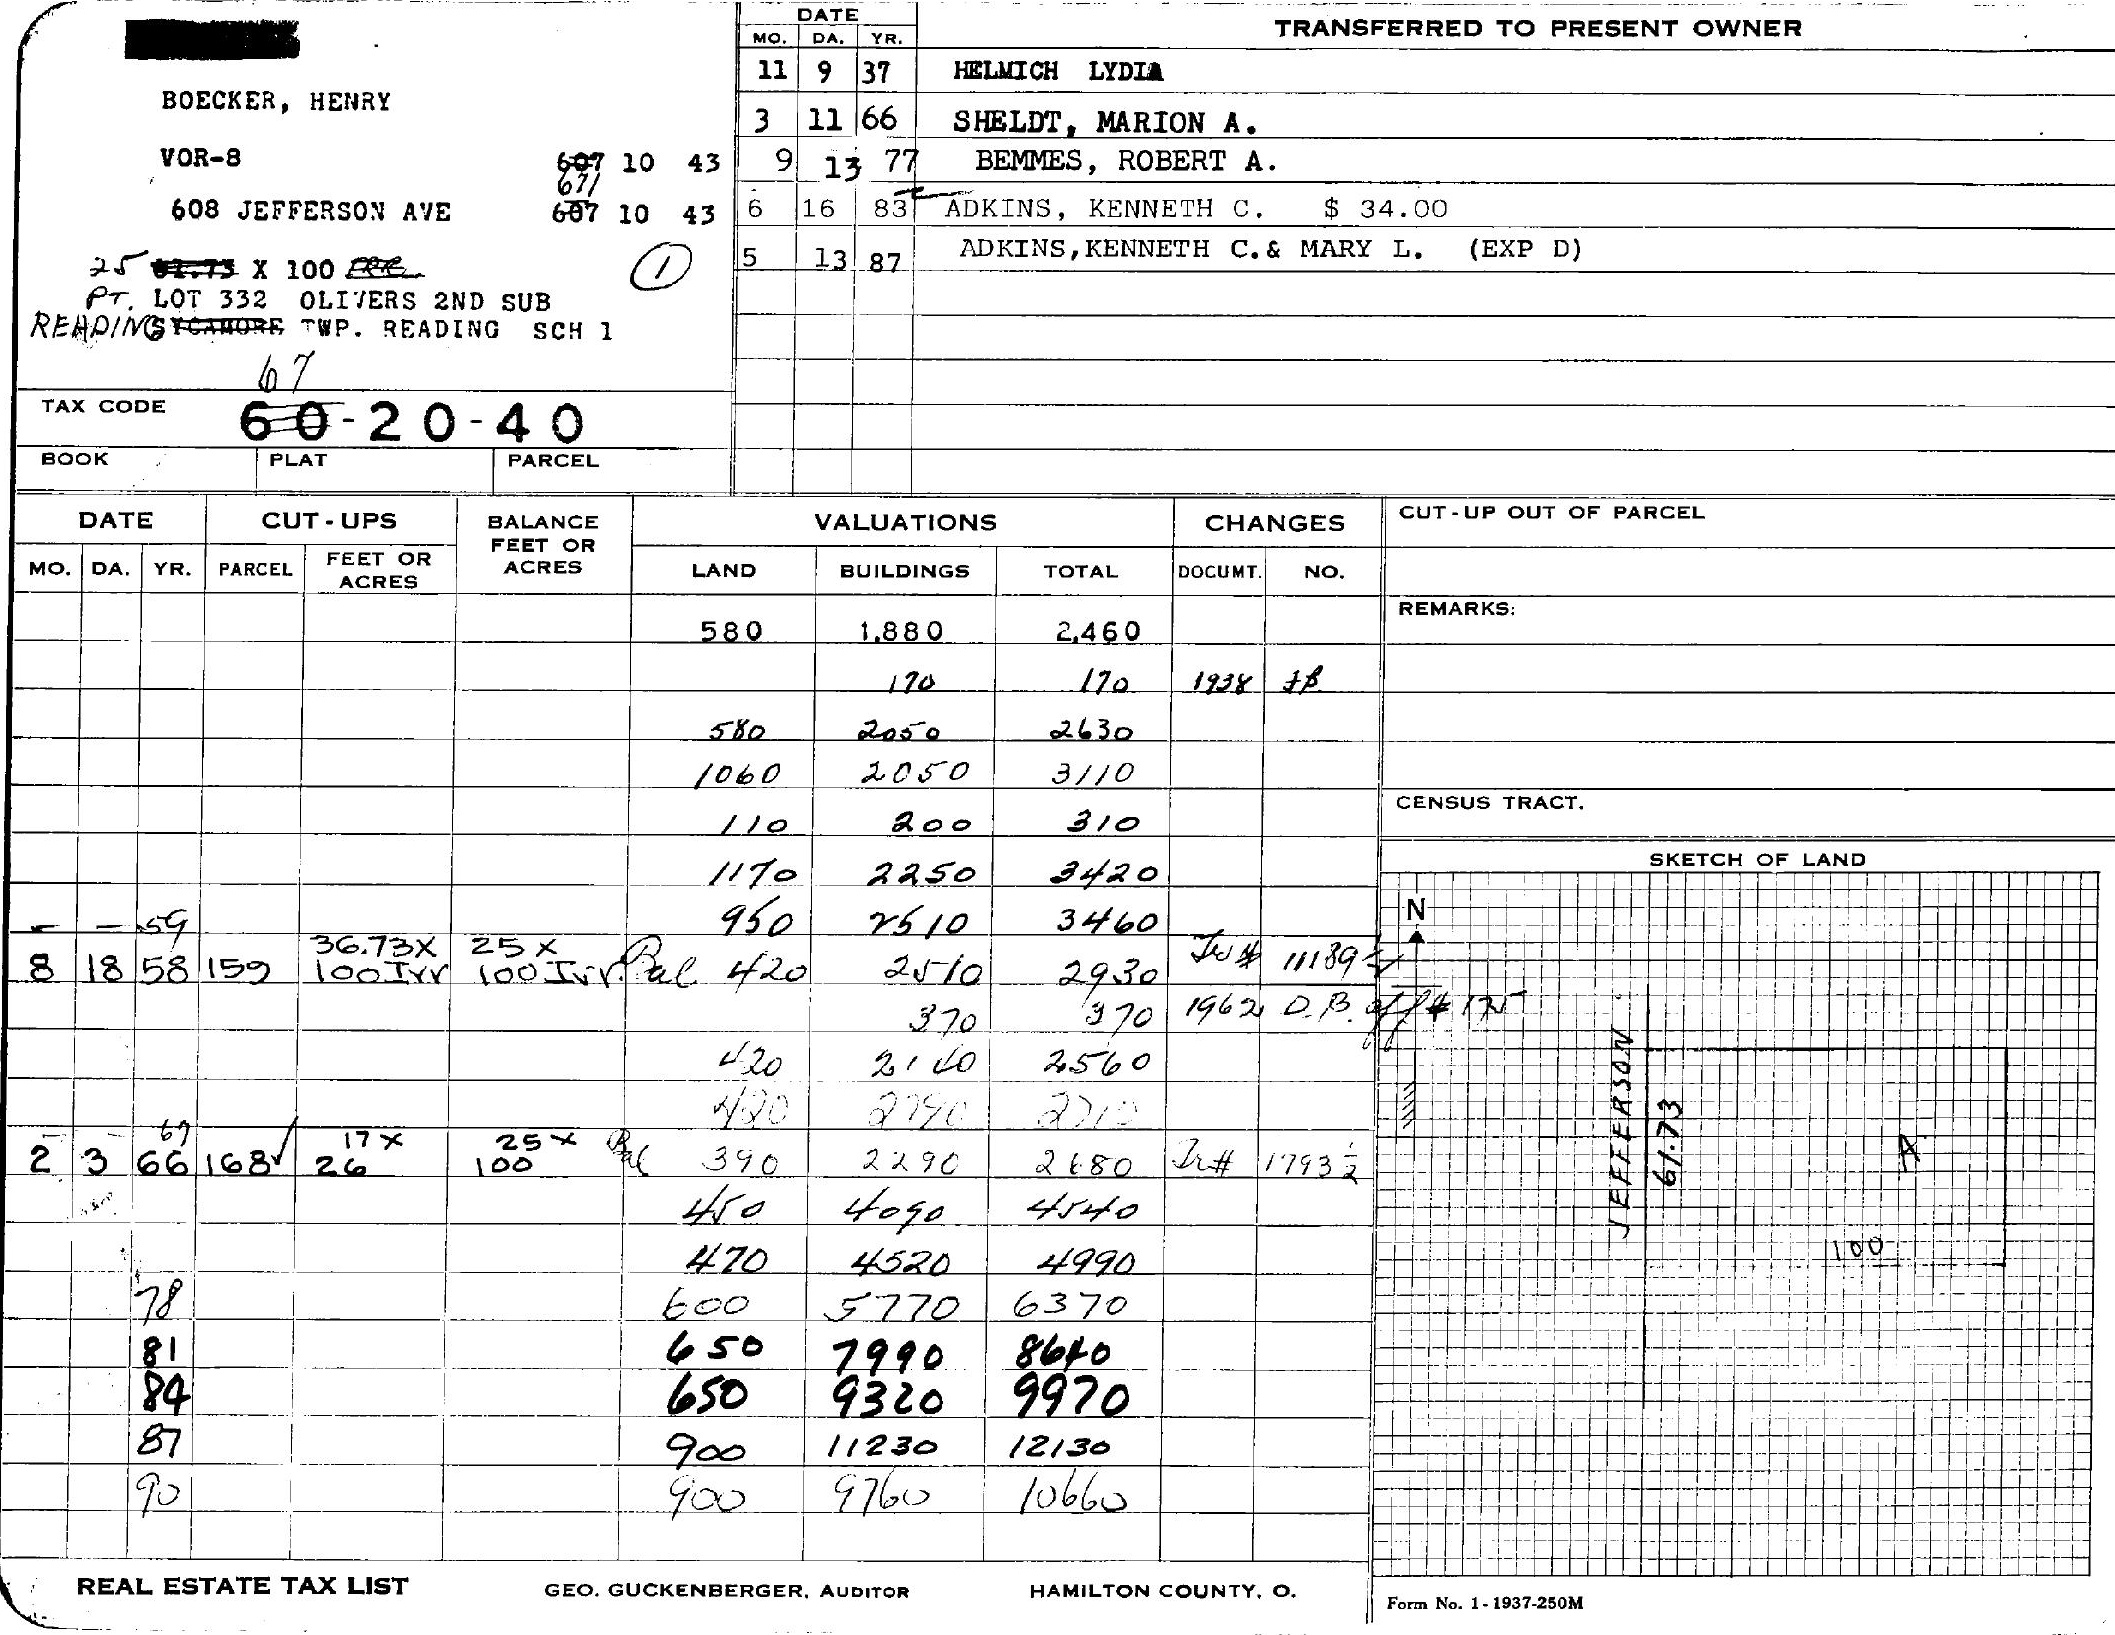 BOECKER, HENRY
VOR-8 607 10 43
671
608 JEFFERSON AVE 607 10 43
25 61.73 X 100
PT. LOT 332 OLIVERS 2ND SUB
READING SYCAMORE TWP. READING SCH 1
1
67
TAX CODE 60-20-40
BOOK PLAT PARCEL
DATE TRANSFERRED TO PRESENT OWNER
MO. DA. YR.
11 9 37 HELMICH LYDIA
3 11 66 SHELDT, MARION A.
9 13 77 BEMMES, ROBERT A.
6 16 83 ADKINS, KENNETH C. $ 34.00
5 13 87 ADKINS,KENNETH C.& MARY L. (EXP D)
DATE CUT-UPS BALANCE FEET OR ACRES VALUATIONS CHANGES
MO. DA. YR. PARCEL FEET OR ACRES LAND BUILDINGS TOTAL DOCUMT. NO.
580 1,880 2,460
170 170 1938
580 2050 2630
1060 2050 3110
110 200 310
1170 2250 3420
- - 59 950 2510 3460
8 18 58 159 36.73X 100 Irr 25 X 100 Irr. Bal 420 2510 2930 Tr# 11189
370 370 1962 D.B. off # 175
420 2140 2560
420 2290 2710
67
2 3 66 168 ✓ 17 X 26 25 X 100 Bal 390 2290 2680 Tr# 1793 1/2
450 4090 4540
470 4520 4990
78 600 5770 6370
81 650 7990 8640
84 650 9320 9970
87 900 11230 12130
90 900 9760 10660
CUT-UP OUT OF PARCEL
REMARKS:
CENSUS TRACT.
SKETCH OF LAND
N
JEFFERSON
61.73
A
100
REAL ESTATE TAX LIST GEO. GUCKENBERGER, AUDITOR HAMILTON COUNTY, O.
Form No. 1-1937-250M